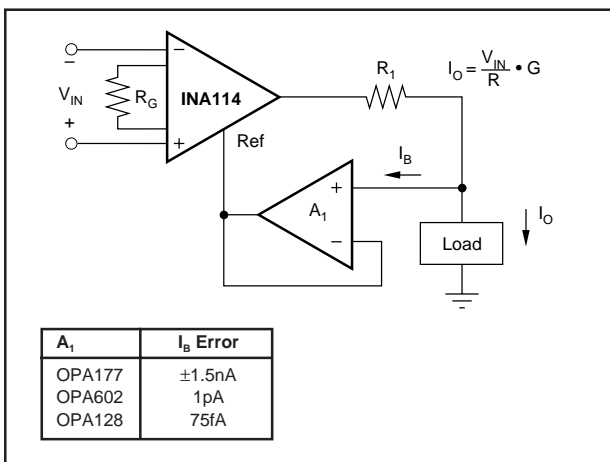 −
V_IN
+
R_G
−
INA114
+
Ref
R_1
I_O = V_IN / R • G
I_B
+
A_1
−
Load
I_O
A_1 I_B Error
OPA177 ±1.5nA
OPA602 1pA
OPA128 75fA